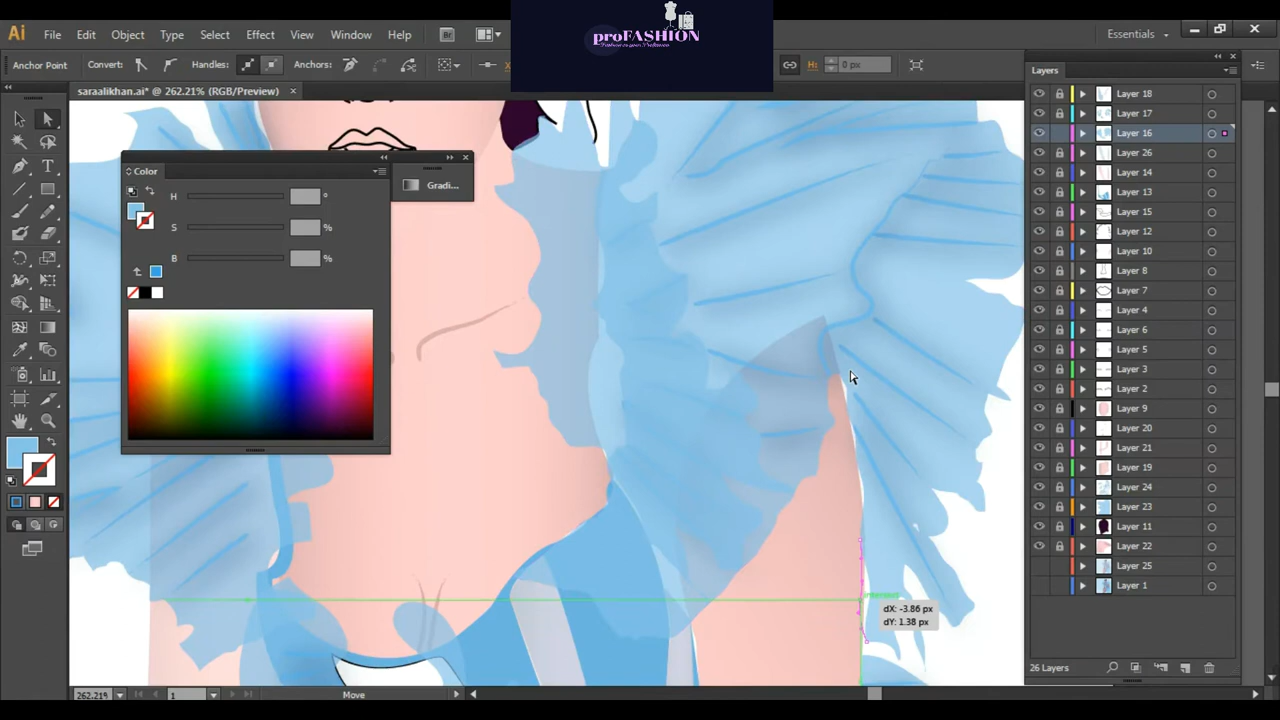 proFASHION
Ai File Edit Object Type Select Effect View Window Help Br Essentials
Anchor Point Convert: Handles: Anchors: H: 0 px
saraalikhan.ai* @ 262.21% (RGB/Preview) ×
Layers
Color
Gradi...
H °
S %
B %
Layer 18
Layer 17
Layer 16
Layer 26
Layer 14
Layer 13
Layer 15
Layer 12
Layer 10
Layer 8
Layer 7
Layer 4
Layer 6
Layer 5
Layer 3
Layer 2
Layer 9
Layer 20
Layer 21
Layer 19
Layer 24
Layer 23
Layer 11
Layer 22
Layer 25
Layer 1
intersect
dX: -3.86 px
dY: 1.38 px
26 Layers
262.21% 1 Move